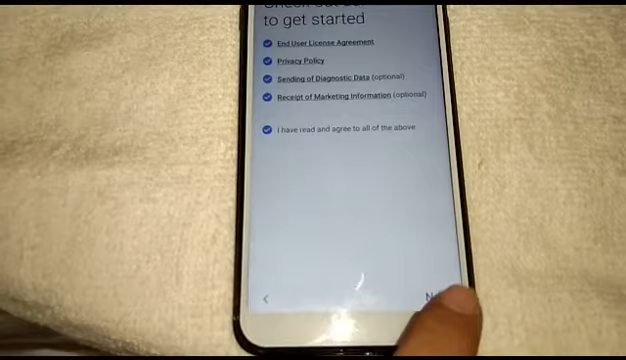 to get started
End User License Agreement
Privacy Policy
Sending of Diagnostic Data (optional)
Receipt of Marketing Information (optional)
I have read and agree to all of the above